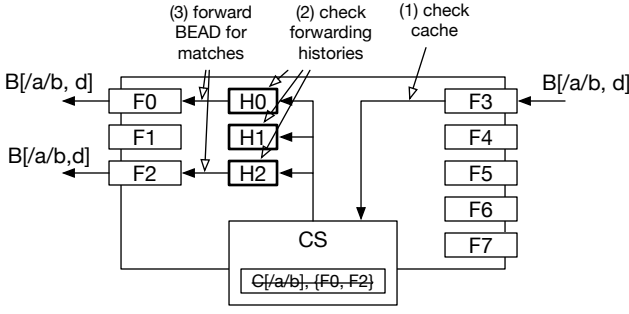 (3) forward
BEAD for
matches
(2) check
forwarding
histories
(1) check
cache
B[/a/b, d]
B[/a/b, d]
F0
H0
F3
F1
H1
F4
B[/a/b,d]
F2
H2
F5
F6
CS
F7
C[/a/b], {F0, F2}